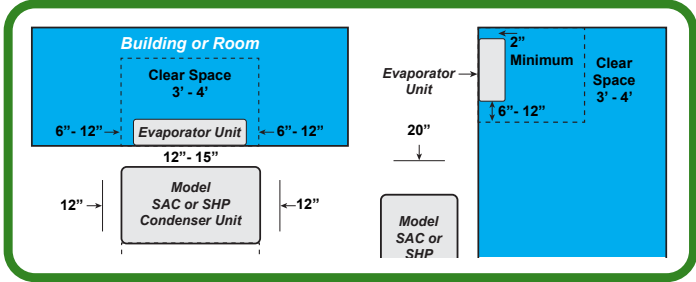 Building or Room
Clear Space
3' - 4'
6”- 12”
Evaporator Unit
6”- 12”
12”- 15”
Model
SAC or SHP
Condenser Unit
12”
12”
2”
Minimum
Clear
Space
3' - 4'
Evaporator
Unit
6”- 12”
20”
Model
SAC or
SHP